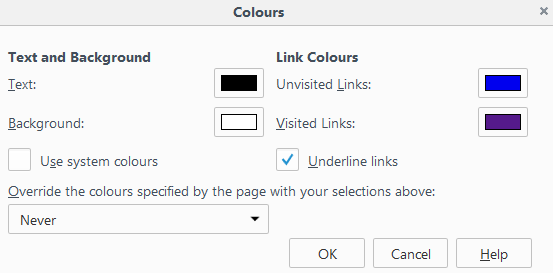 Colours
Text and Background
Link Colours
Text:
Unvisited Links:
Background:
Visited Links:
Use system colours
Underline links
Override the colours specified by the page with your selections above:
Never
OK
Cancel
Help